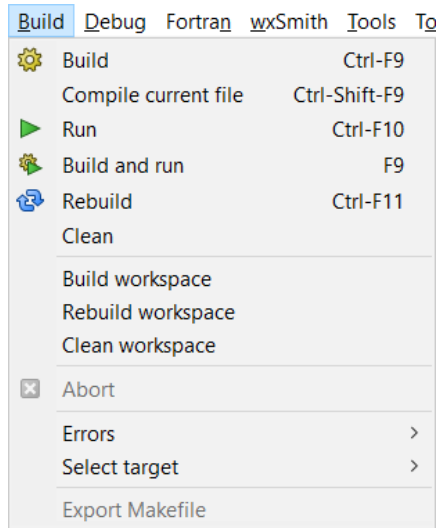 Build Debug Fortran wxSmith Tools To
Build Ctrl-F9
Compile current file Ctrl-Shift-F9
Run Ctrl-F10
Build and run F9
Rebuild Ctrl-F11
Clean
Build workspace
Rebuild workspace
Clean workspace
Abort
Errors
Select target
Export Makefile